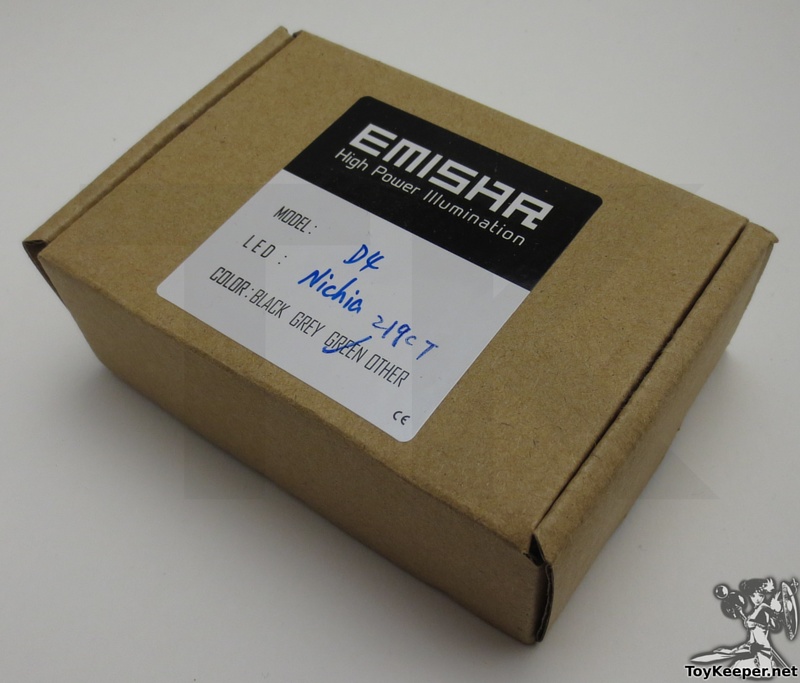 EMISAR
High Power Illumination
MODEL: D4
LED: Nichia 219cT
COLOR: BLACK GREY GREEN OTHER
CE
ToyKeeper.net